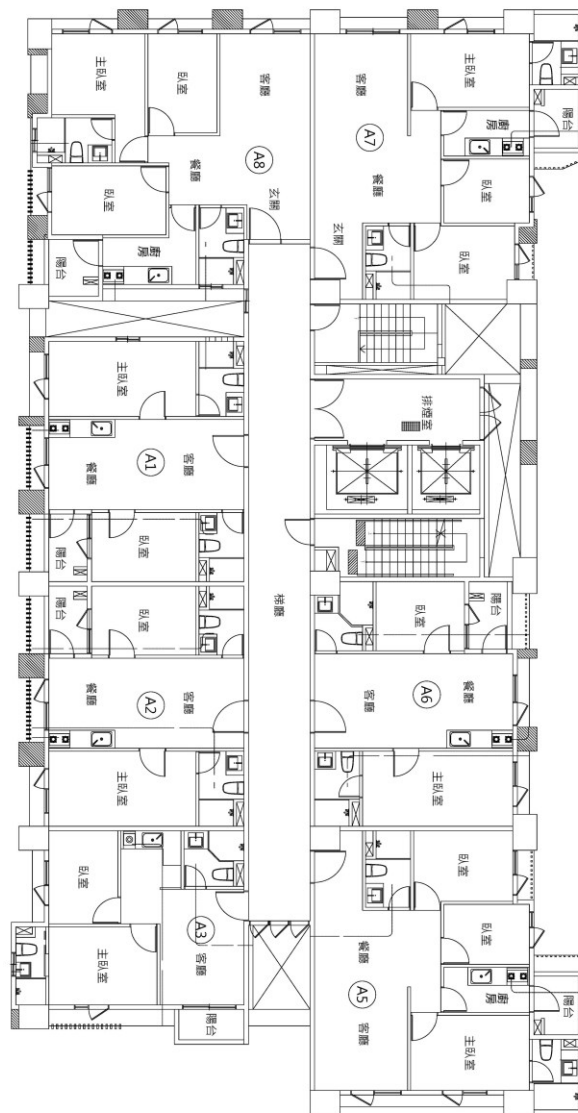 主臥室
臥室
客廳
客廳
主臥室
陽台
廚房
A7
A8
餐廳
餐廳
臥室
臥室
玄關
玄關
臥室
陽台
廚房
主臥室
排煙室
A1
客廳
餐廳
陽台
臥室
陽台
臥室
梯廳
臥室
陽台
餐廳
A2
客廳
客廳
A6
餐廳
主臥室
主臥室
臥室
臥室
A3
客廳
主臥室
餐廳
臥室
A5
廚房
陽台
陽台
客廳
主臥室